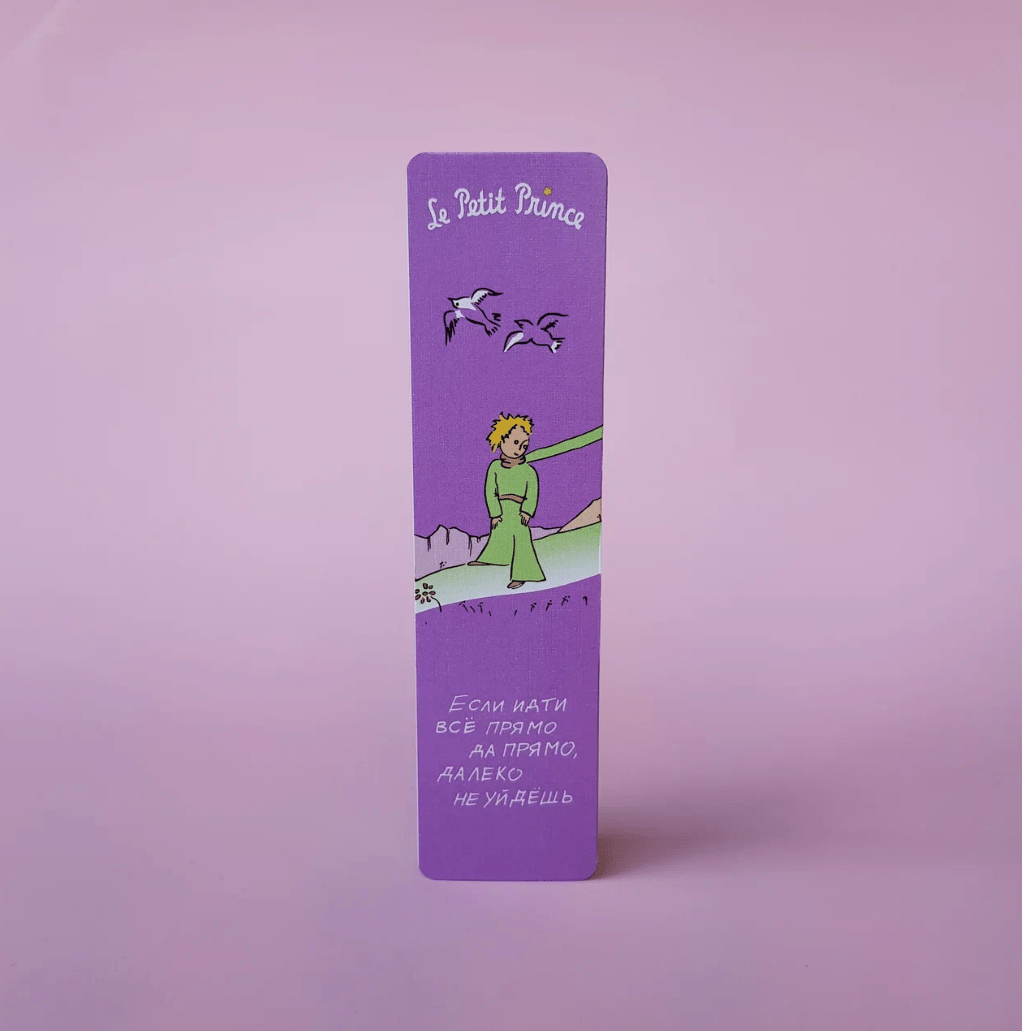 Le Petit Prince
Если идти
всё прямо
да прямо,
далеко
не уйдёшь